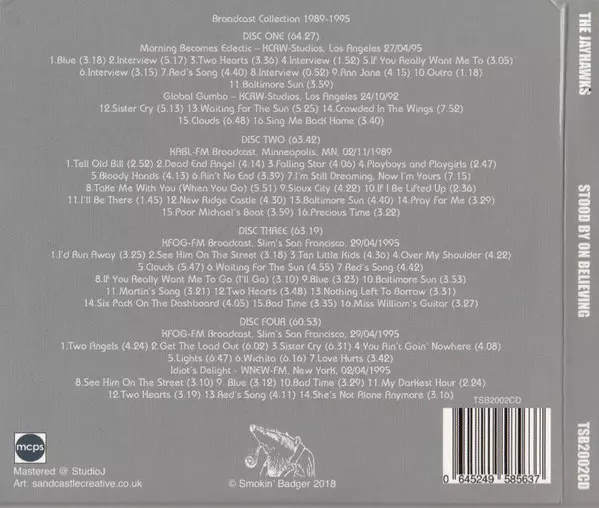 Broadcast Collection 1989-1995
DISC ONE (64.27)
Morning Becomes Eclectic – KCRW-Studios, Los Angeles 27/04/95
1.Blue (3.18) 2.Interview (5.17) 3.Two Hearts (3.36) 4.Interview (1.52) 5.If You Really Want Me To (3.05)
6.Interview (3.15) 7.Red's Song (4.40) 8.Interview (0.52) 9.Ann Jane (4.15) 10.Outro (1.18)
11.Baltimore Sun (3.59)
Global Gumbo – KCRW-Studios, Los Angeles 24/10/92
12.Sister Cry (5.13) 13.Waiting For The Sun (5.25) 14.Crowded In The Wings (7.52)
15.Clouds (6.48) 16.Sing Me Back Home (3.40)
DISC TWO (63.42)
KABL-FM Broadcast, Minneapolis, MN, 02/11/1989
1.Tell Old Bill (2.52) 2.Dead End Angel (4.14) 3.Falling Star (4.06) 4.Playboys and Playgirls (2.47)
5.Bloody Hands (4.13) 6.Ain't No End (5.22) 7.I'm Still Dreaming, Now I'm Yours (7.15)
8.Take Me With You (When You Go) (5.51) 9.Sioux City (4.22) 10.If I Be Lifted Up (2.36)
11.I'll Be There (1.45) 12.New Ridge Castle (4.30) 13.Baltimore Sun (4.40) 14.Pray For Me (3.29)
15.Poor Michael's Boat (3.59) 16.Precious Time (3.22)
DISC THREE (63.19)
KFOG-FM Broadcast, Slim's San Francisco, 29/04/1995
1.I'd Run Away (3.25) 2.See Him On The Street (3.18) 3 Ten Little Kids (4.36) 4.Over My Shoulder (4.22)
5.Clouds (5.47) 6.Waiting For The Sun (4.55) 7.Red's Song (4.42)
8.If You Really Want Me To Go (I'll Go) (3.10) 9.Blue (3.23) 10.Baltimore Sun (3.53)
11.Martin's Song (3.21) 12.Two Hearts (3.48) 13.Nothing Left To Borrow (3.31)
14.Six Pack On The Dashboard (4.05) 15.Bad Time (3.35) 16.Miss William's Guitar (3.27)
DISC FOUR (60.53)
KFOG-FM Broadcast, Slim's San Francisco, 29/04/1995
1.Two Angels (4.24) 2.Get The Load Out (6.02) 3.Sister Cry (6.31) 4 You Ain't Goin' Nowhere (4.08)
5.Lights (6.47) 6.Wichita (6.16) 7.Love Hurts (3.42)
Idiot's Delight - WNEW-FM, New York, 02/04/1995
8.See Him On The Street (3.10) 9. Blue (3.12) 10.Bad Time (3.29) 11.My Darkest Hour (2.24)
12.Two Hearts (3.19) 13.Red's Song (4.11) 14.She's Not Alone Anymore (3.16)
mcps
Mastered @ StudioJ
Art: sandcastlecreative.co.uk
© Smokin' Badger 2018
TSB2002CD
0 645249 585637
THE JAYHAWKS
STOOD BY ON BELIEVING
TSB2002CD